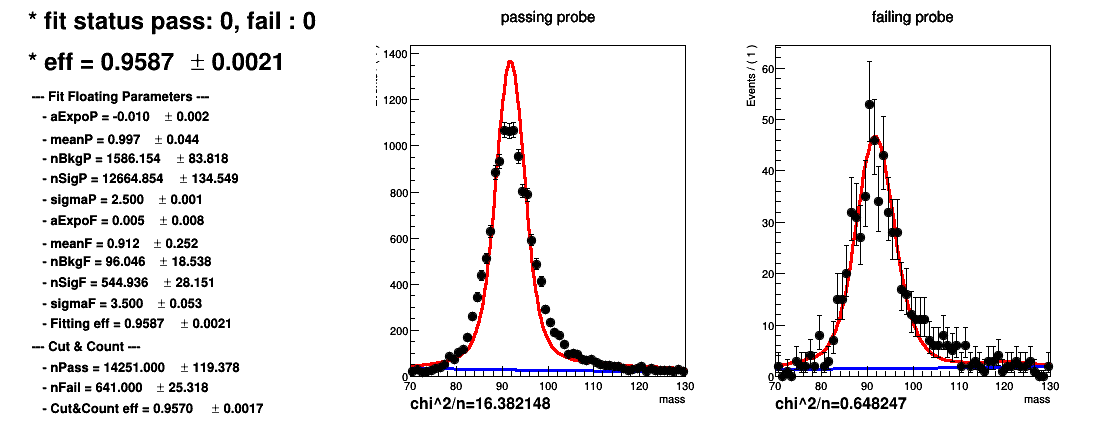 * fit status pass: 0, fail : 0
* eff = 0.9587 ± 0.0021
--- Fit Floating Parameters ---
- aExpoP = -0.010 ± 0.002
- meanP = 0.997 ± 0.044
- nBkgP = 1586.154 ± 83.818
- nSigP = 12664.854 ± 134.549
- sigmaP = 2.500 ± 0.001
- aExpoF = 0.005 ± 0.008
- meanF = 0.912 ± 0.252
- nBkgF = 96.046 ± 18.538
- nSigF = 544.936 ± 28.151
- sigmaF = 3.500 ± 0.053
- Fitting eff = 0.9587 ± 0.0021
--- Cut & Count ---
- nPass = 14251.000 ± 119.378
- nFail = 641.000 ± 25.318
- Cut&Count eff = 0.9570 ± 0.0017
passing probe
1400
1200
1000
800
600
400
200
0
70 80 90 100 110 120 130
mass
chi^2/n=16.382148
failing probe
Events / ( 1 )
60
50
40
30
20
10
0
70 80 90 100 110 120 130
mass
chi^2/n=0.648247